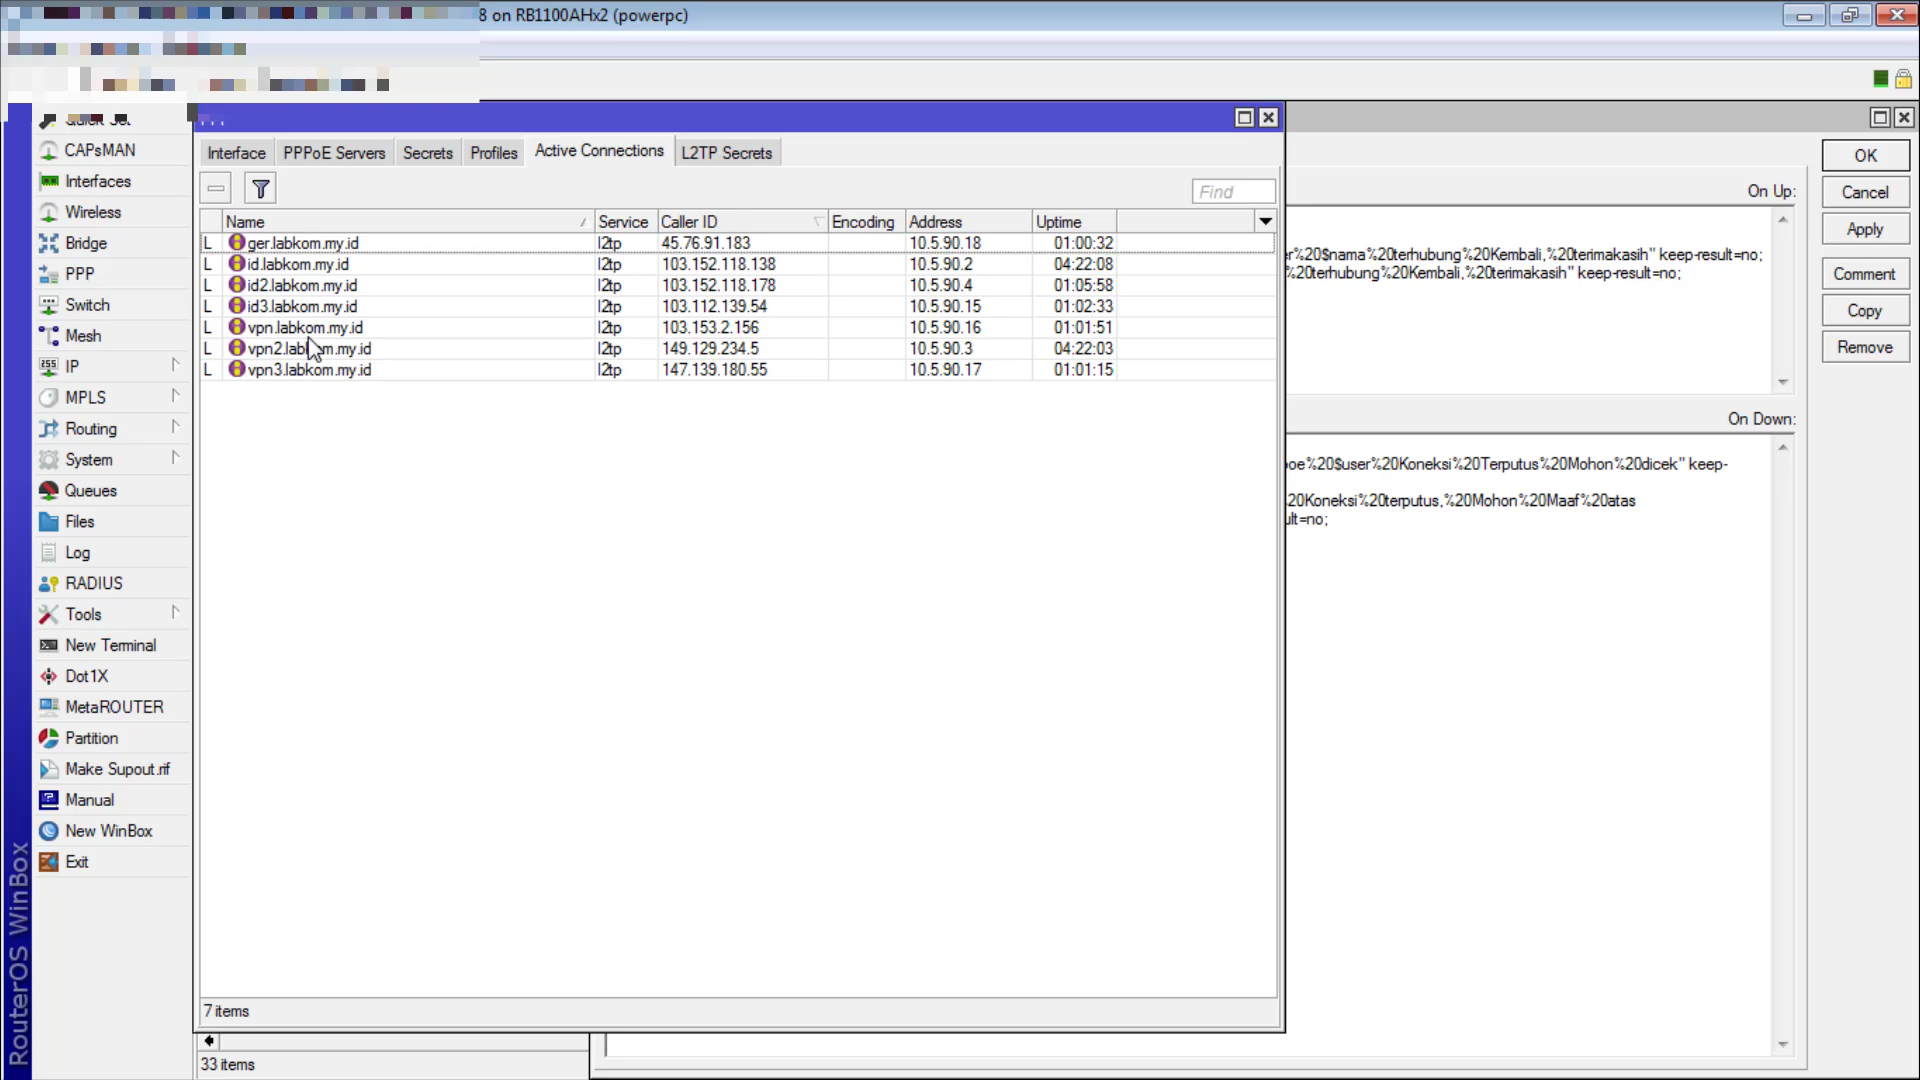 8 on RB1100AHx2 (powerpc)
CAPsMAN
Interfaces
Wireless
Bridge
PPP
Switch
Mesh
IP
MPLS
Routing
System
Queues
Files
Log
RADIUS
Tools
New Terminal
Dot1X
MetaROUTER
Partition
Make Supout.rif
Manual
New WinBox
Exit
RouterOS WinBox
Interface PPPoE Servers Secrets Profiles Active Connections L2TP Secrets
Find
Name Service Caller ID Encoding Address Uptime
L ger.labkom.my.id l2tp 45.76.91.183 10.5.90.18 01:00:32
L id.labkom.my.id l2tp 103.152.118.138 10.5.90.2 04:22:08
L id2.labkom.my.id l2tp 103.152.118.178 10.5.90.4 01:05:58
L id3.labkom.my.id l2tp 103.112.139.54 10.5.90.15 01:02:33
L vpn.labkom.my.id l2tp 103.153.2.156 10.5.90.16 01:01:51
L vpn2.labkom.my.id l2tp 149.129.234.5 10.5.90.3 04:22:03
L vpn3.labkom.my.id l2tp 147.139.180.55 10.5.90.17 01:01:15
7 items
33 items
On Up:
%20$nama%20terhubung%20Kembali,%20terimakasih" keep-result=no;
%20terhubung%20Kembali,%20terimakasih" keep-result=no;
On Down:
oe%20$user%20Koneksi%20Terputus%20Mohon%20dicek" keep-
20Koneksi%20terputus,%20Mohon%20Maaf%20atas
ult=no;
OK
Cancel
Apply
Comment
Copy
Remove